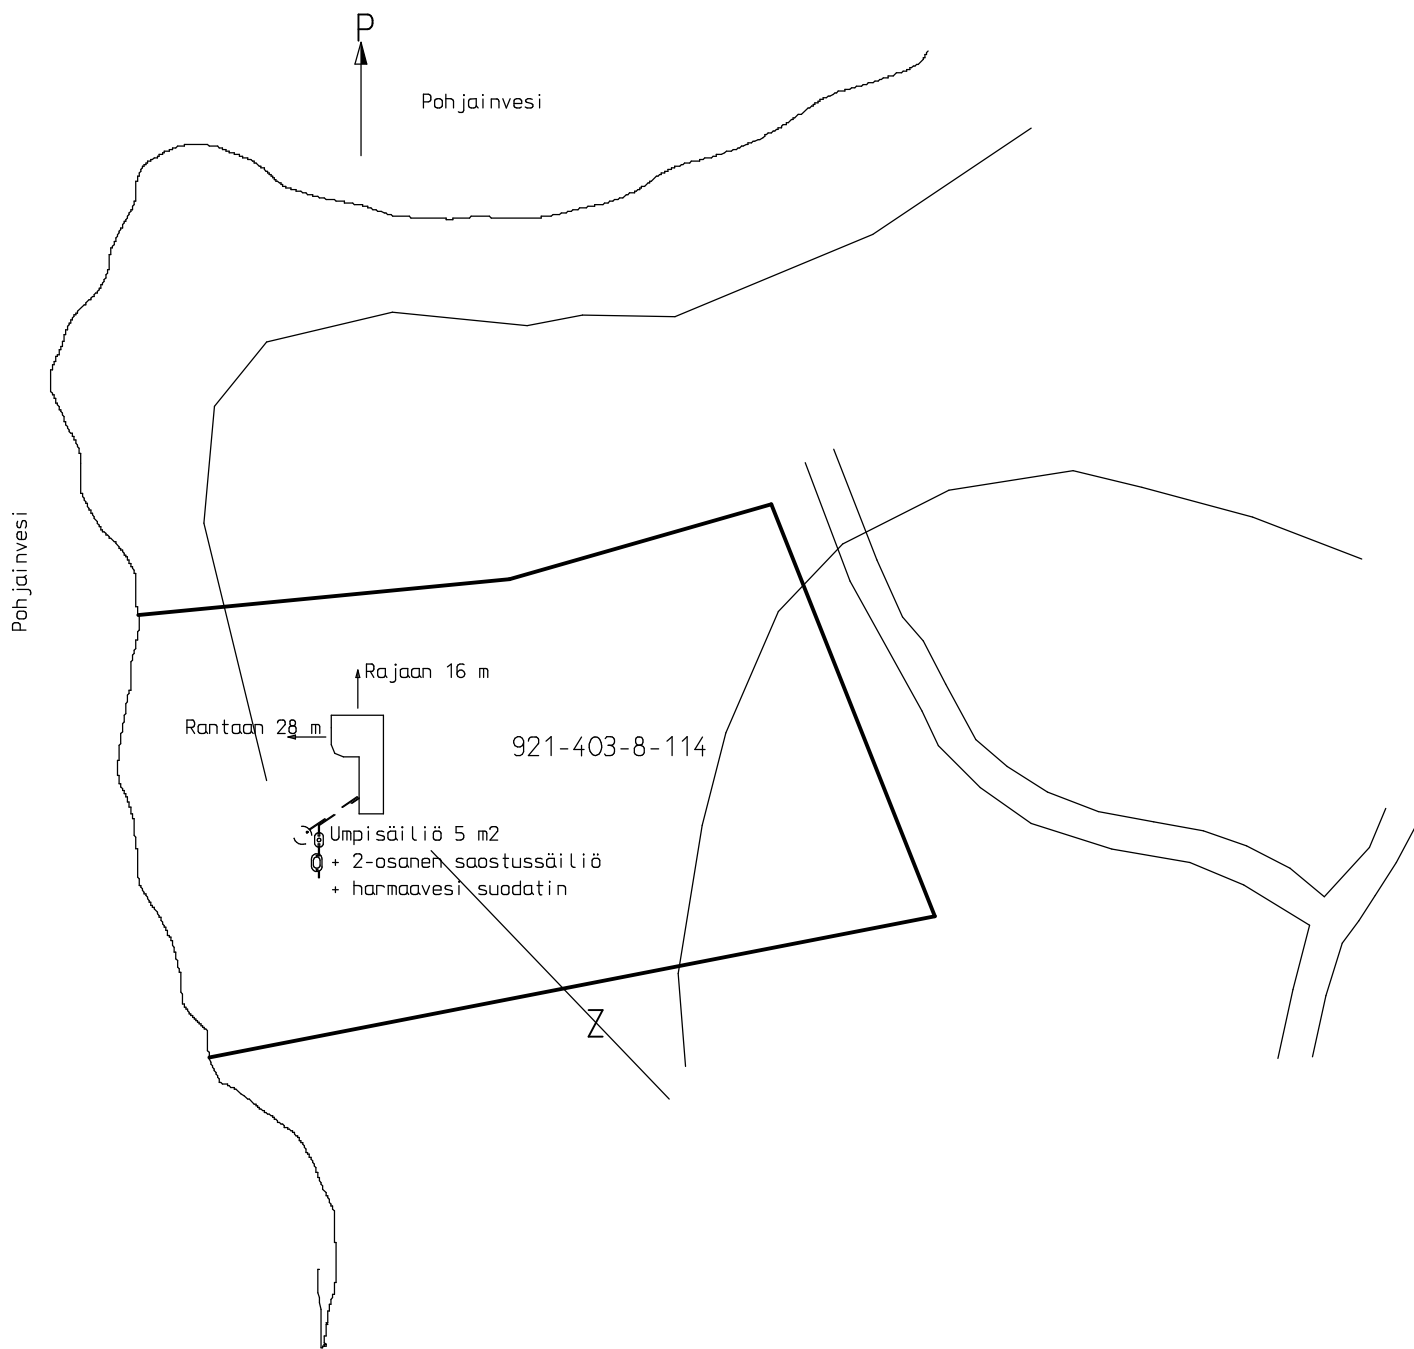 P
Pohjainvesi
Pohjainvesi
Rajaan 16 m
Rantaan 28 m
921-403-8-114
Umpisäiliö 5 m2
+ 2-osanen saostussäiliö
+ harmaavesi suodatin
Z